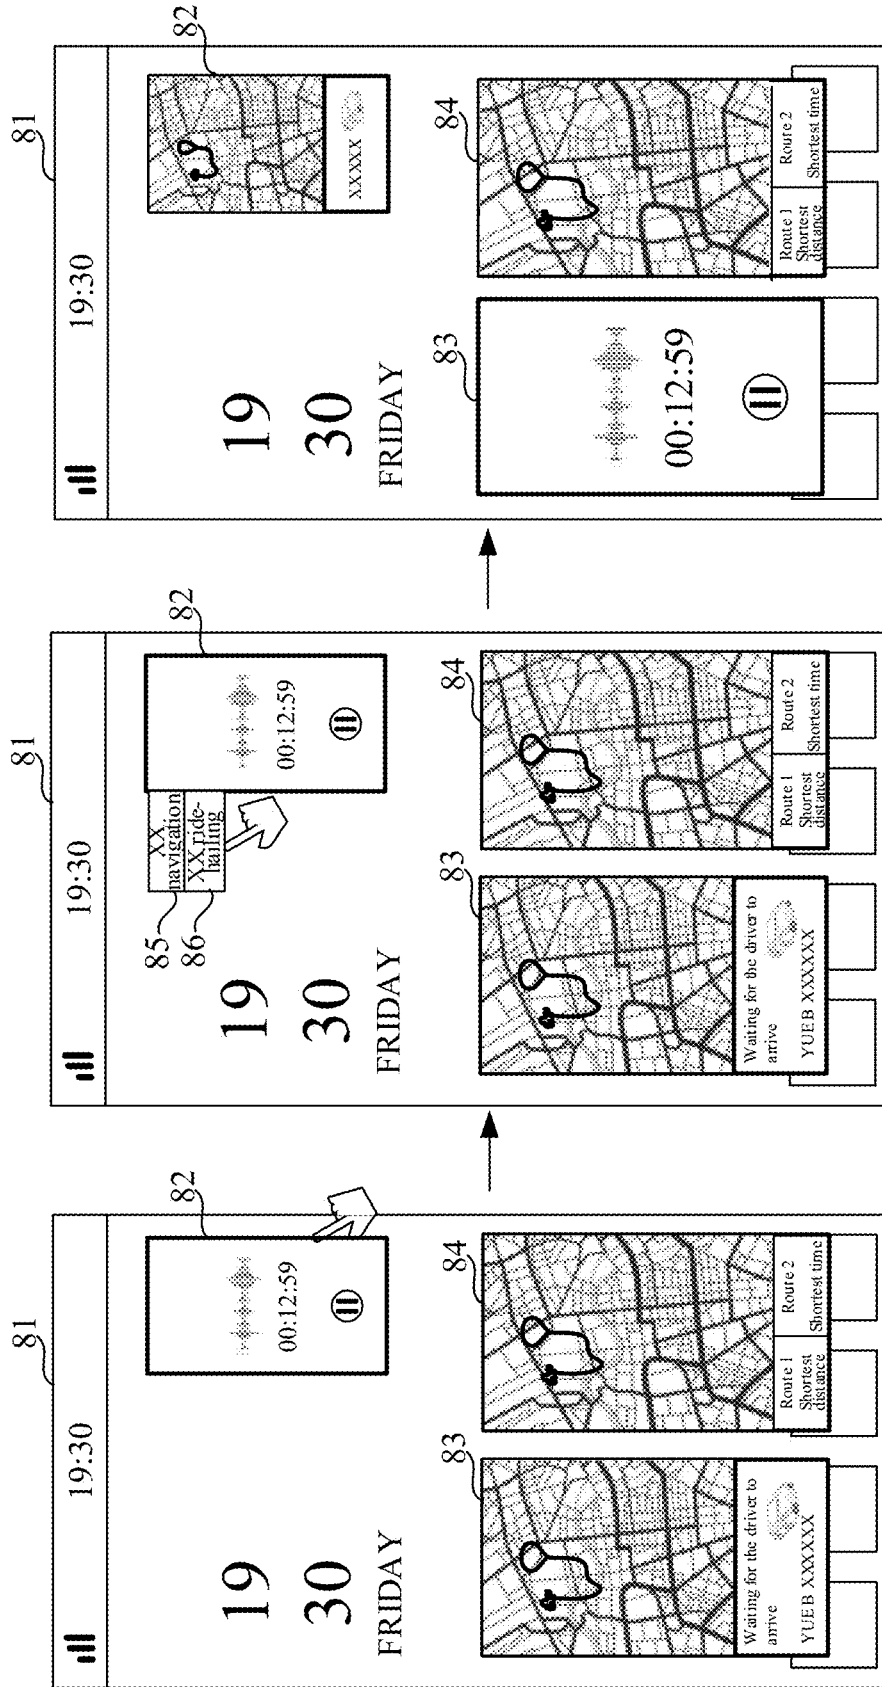 81
19:30
82
00:12:59
19
30
FRIDAY
83
84
Waiting for the driver to
arrive
YUEB XXXXXX
Route 1
Shortest
distance
Route 2
Shortest time
81
19:30
82
85
86
XX
navigation
XX ride-
hailing
00:12:59
19
30
FRIDAY
83
84
Waiting for the driver to
arrive
YUEB XXXXXX
Route 1
Shortest
distance
Route 2
Shortest time
81
19:30
82
XXXXX
19
30
FRIDAY
83
84
00:12:59
Route 1
Shortest
distance
Route 2
Shortest time